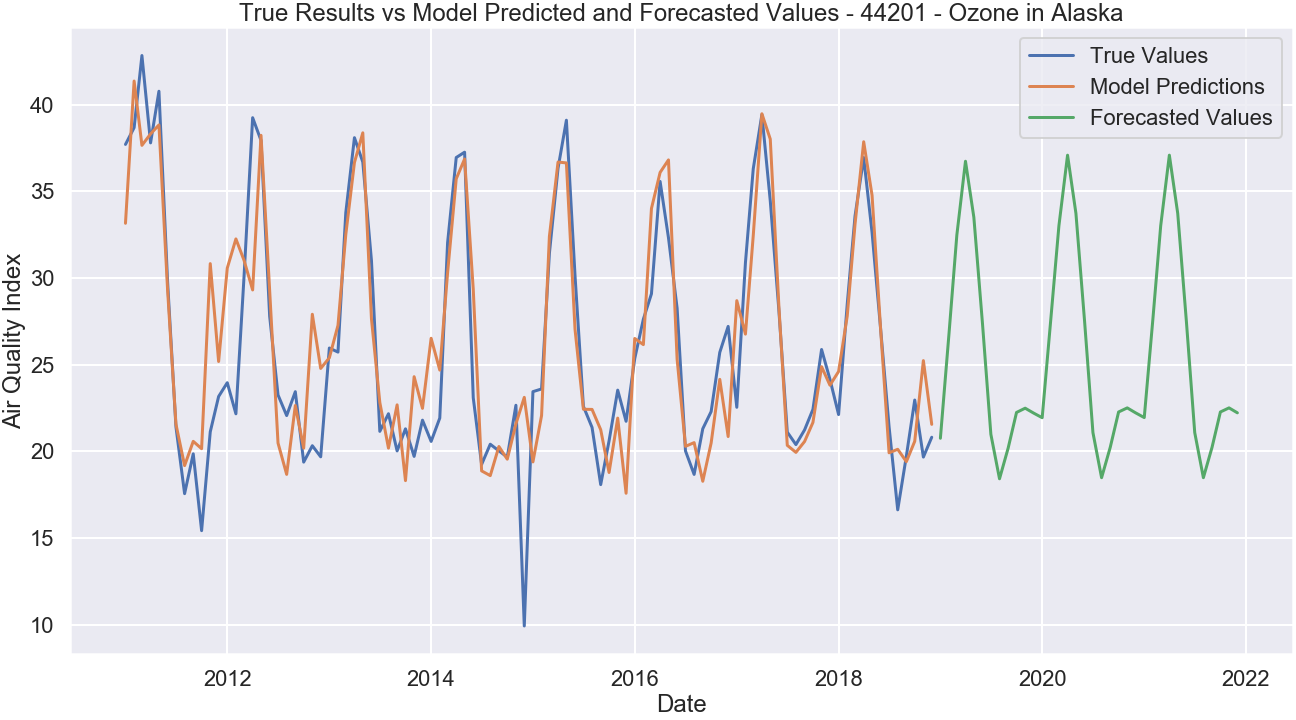 True Results vs Model Predicted and Forecasted Values - 44201 - Ozone in Alaska
True Values
Model Predictions
Forecasted Values
Air Quality Index
40
35
30
25
20
15
10
2012 2014 2016 2018 2020 2022
Date